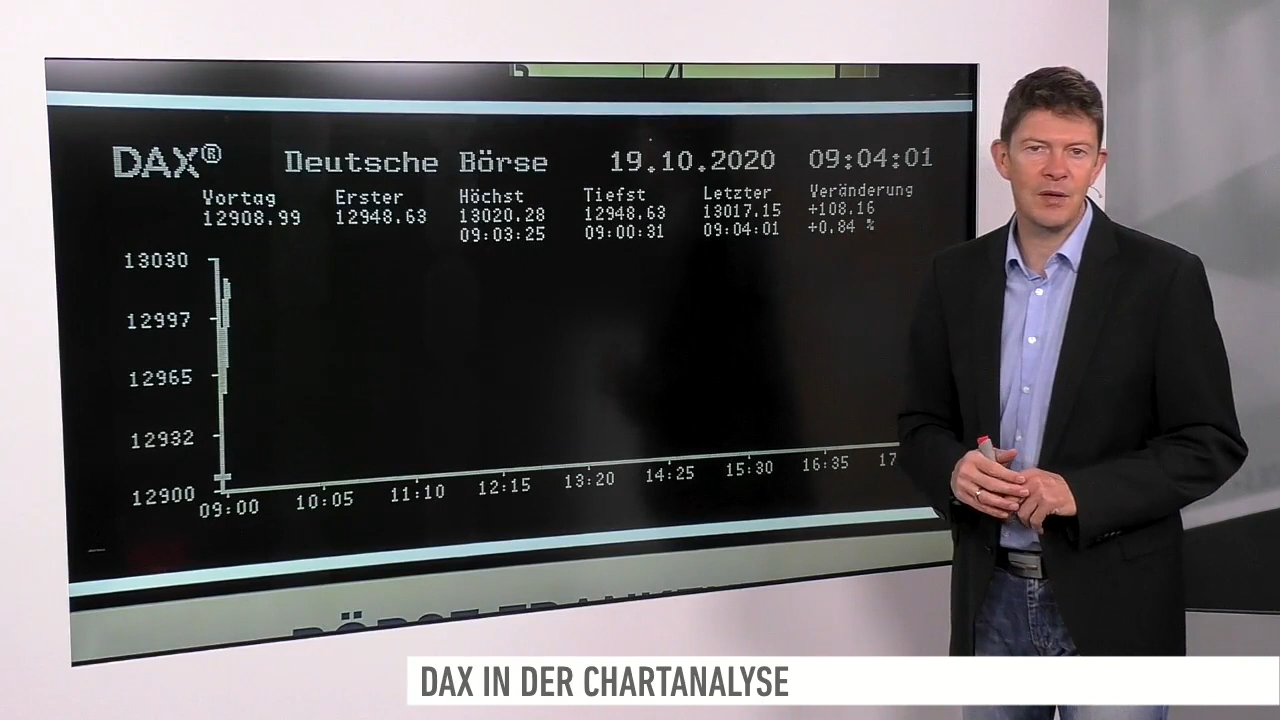 DAX® Deutsche Börse 19.10.2020 09:04:01
Vortag Erster Höchst Tiefst Letzter Veränderung
12908.99 12948.63 13020.28 12948.63 13017.15 +108.16
09:03:25 09:00:31 09:04:01 +0.84 %
13030
12997
12965
12932
12900
09:00 10:05 11:10 12:15 13:20 14:25 15:30 16:35 17
DAX IN DER CHARTANALYSE